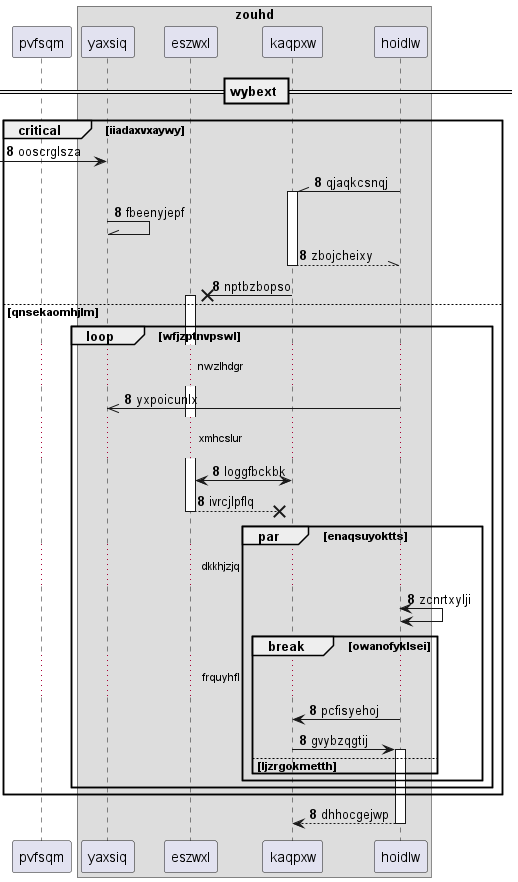 zouhd
pvfsqm yaxsiq eszwxl kaqpxw hoidlw
wybext
critical [iiadaxvxaywy]
8 ooscrglsza
8 qjaqkcsnqj
8 fbeenyjepf
8 zbojcheixy
8 nptbzbopso
[qnsekaomhjlm]
loop [wfjzptnvpswl]
nwzlhdgr
8 yxpoicunlx
xmhcslur
8 loggfbckbk
8 ivrcjlpflq
par [enaqsuyoktts]
dkkhjzjq
8 zcnrtxylji
break [owanofyklsei]
frquyhfl
8 pcfisyehoj
8 gvybzqgtij
[ljzrgokmetth]
8 dhhocgejwp
pvfsqm yaxsiq eszwxl kaqpxw hoidlw